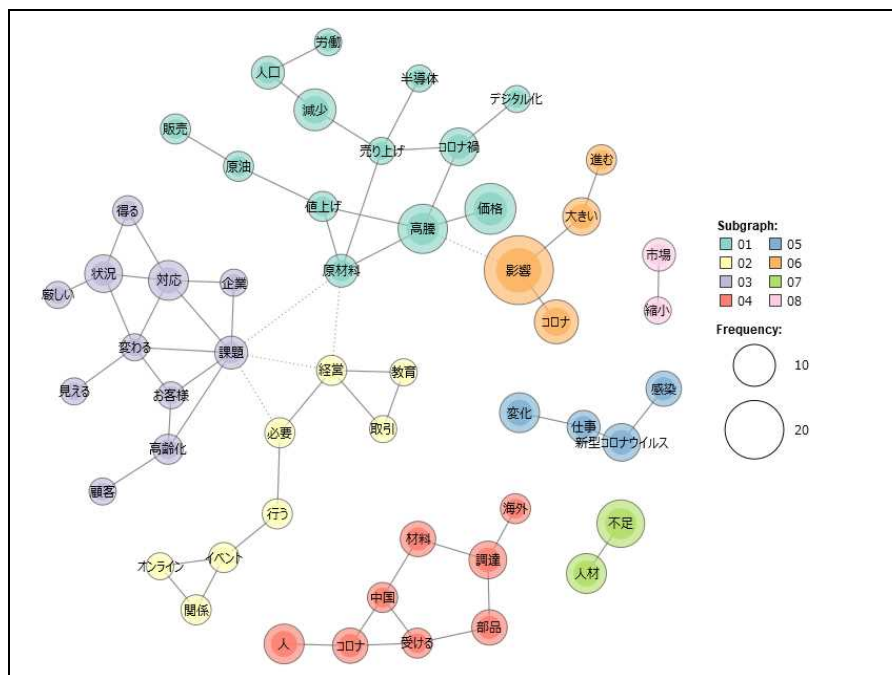 労働
人口
半導体
減少
デジタル化
販売
売り上げ
コロナ禍
進む
原油
得る
値上げ
価格
大きい
高騰
状況
対応
企業
原材料
影響
市場
厳しい
縮小
コロナ
変わる
課題
経営
教育
見える
お客様
感染
変化
仕事
取引
必要
新型コロナウイルス
高齢化
顧客
行う
海外
不足
材料
イベント
調達
オンライン
人材
中国
関係
部品
人
コロナ
受ける
Subgraph:
01 05
02 06
03 07
04 08
Frequency:
10
20